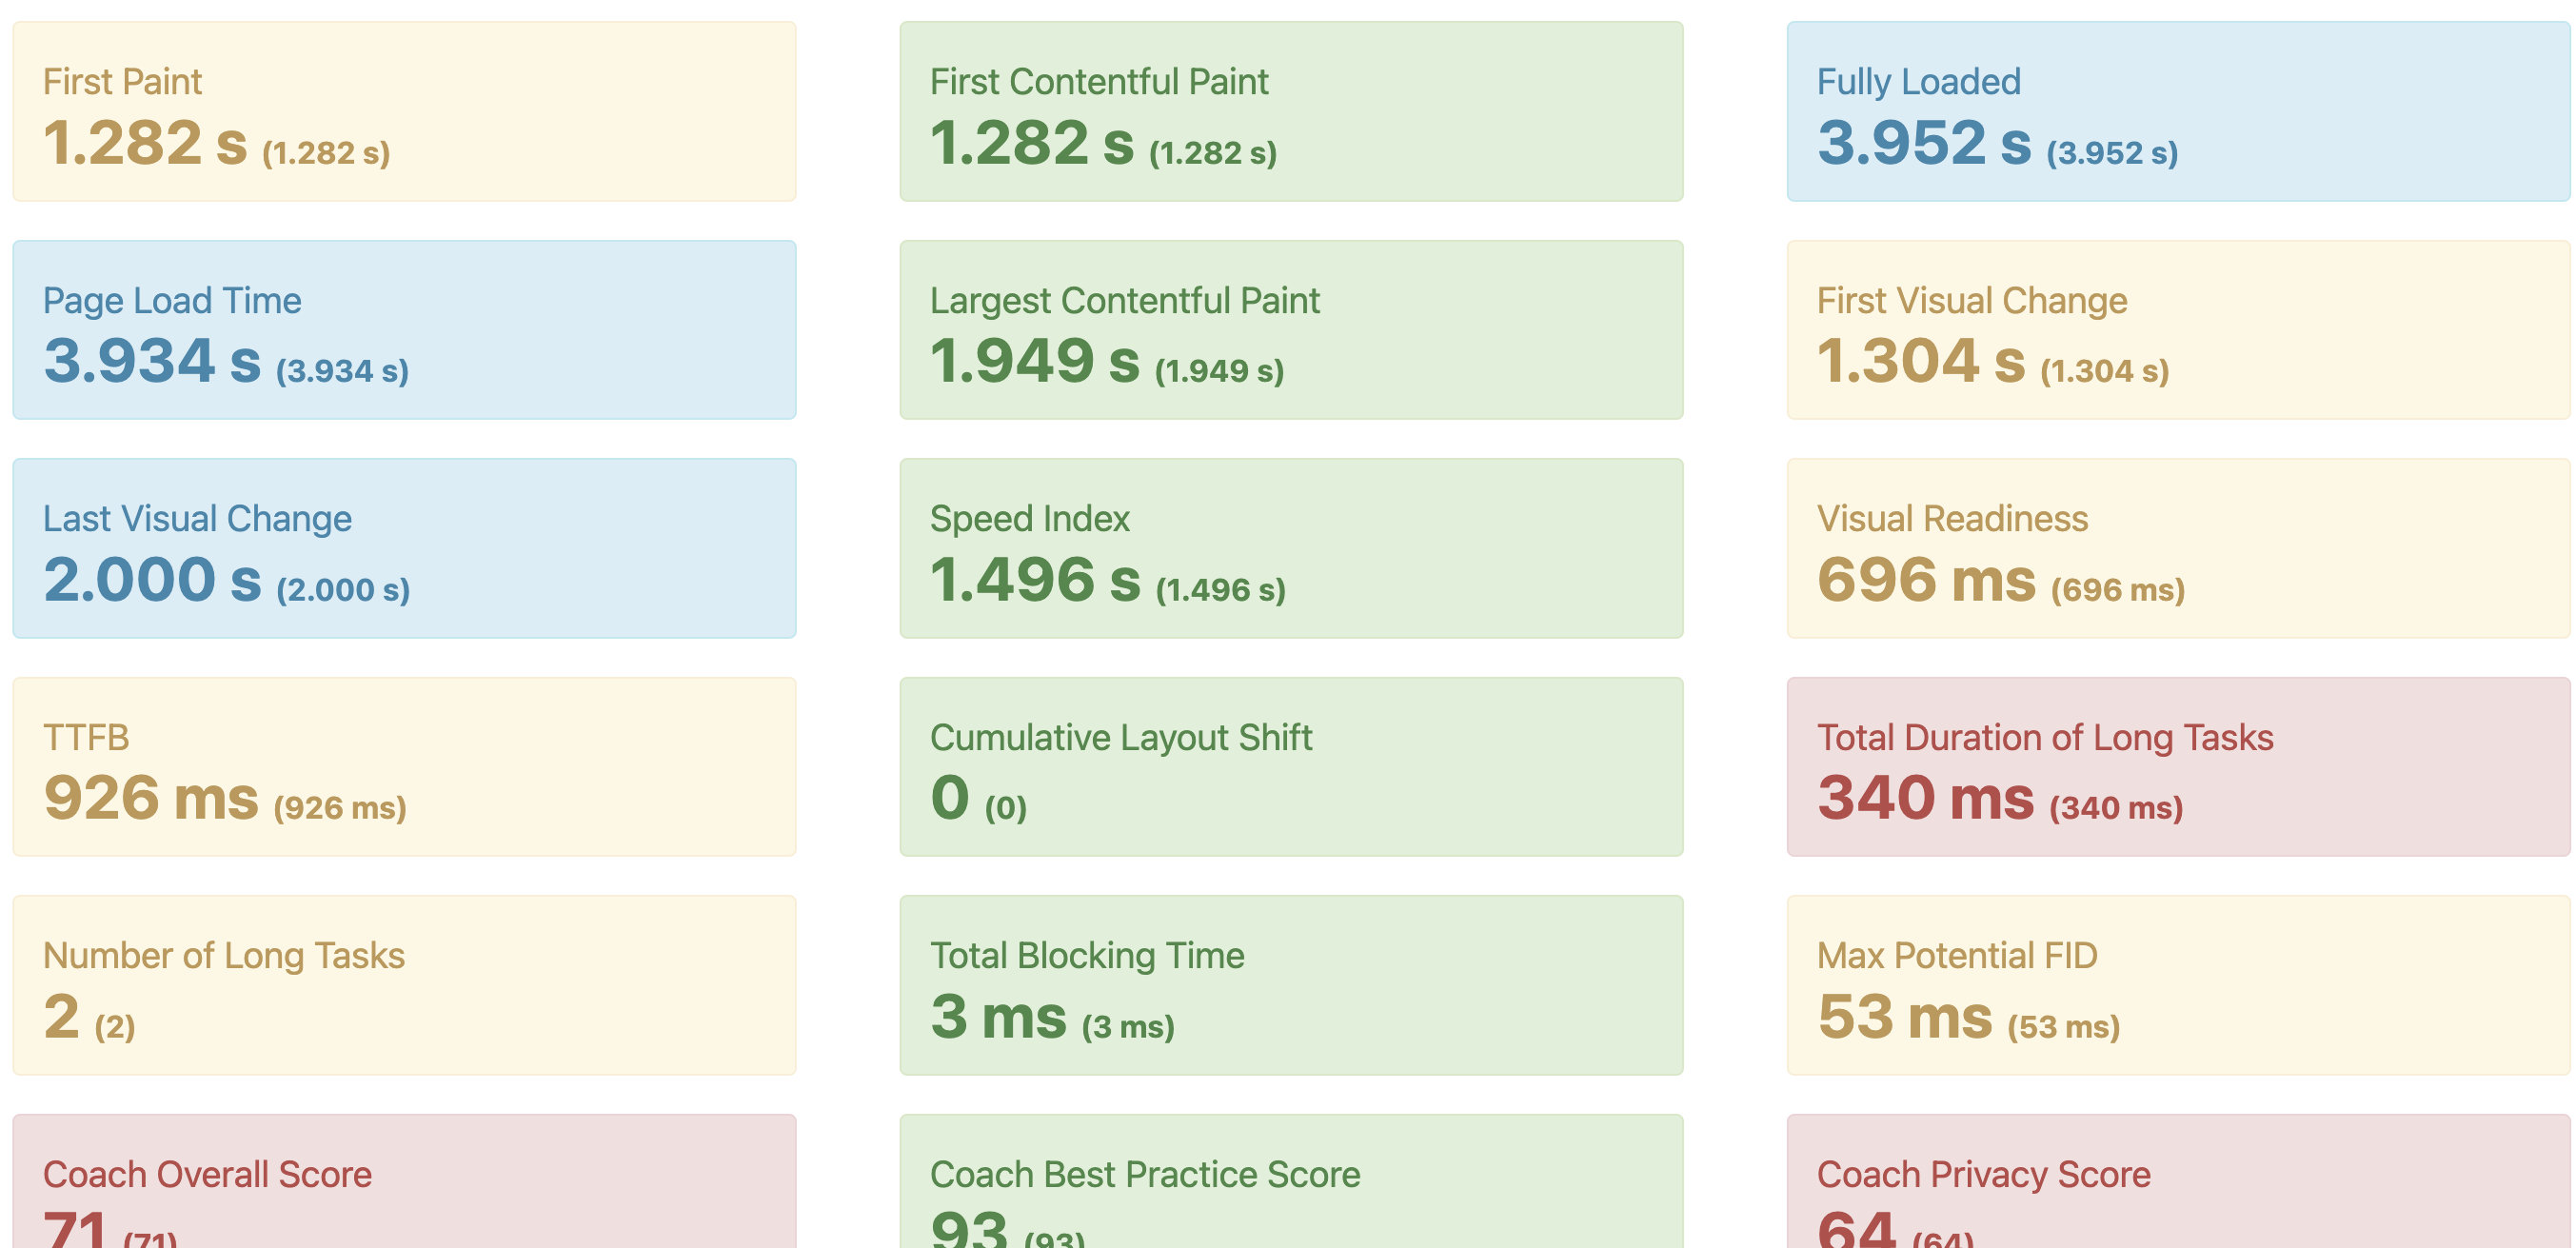 First Paint
1.282 s (1.282 s)
First Contentful Paint
1.282 s (1.282 s)
Fully Loaded
3.952 s (3.952 s)
Page Load Time
3.934 s (3.934 s)
Largest Contentful Paint
1.949 s (1.949 s)
First Visual Change
1.304 s (1.304 s)
Last Visual Change
2.000 s (2.000 s)
Speed Index
1.496 s (1.496 s)
Visual Readiness
696 ms (696 ms)
TTFB
926 ms (926 ms)
Cumulative Layout Shift
0 (0)
Total Duration of Long Tasks
340 ms (340 ms)
Number of Long Tasks
2 (2)
Total Blocking Time
3 ms (3 ms)
Max Potential FID
53 ms (53 ms)
Coach Overall Score
71 (71)
Coach Best Practice Score
93 (93)
Coach Privacy Score
64 (64)